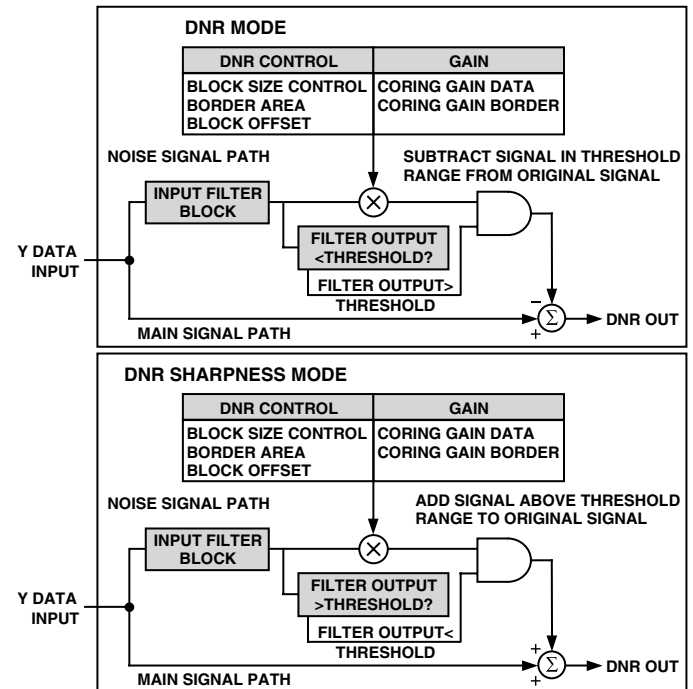 DNR MODE
DNR CONTROL GAIN
BLOCK SIZE CONTROL CORING GAIN DATA
BORDER AREA CORING GAIN BORDER
BLOCK OFFSET
NOISE SIGNAL PATH
SUBTRACT SIGNAL IN THRESHOLD
RANGE FROM ORIGINAL SIGNAL
INPUT FILTER
BLOCK
×
FILTER OUTPUT
<THRESHOLD?
Y DATA
INPUT
FILTER OUTPUT>
THRESHOLD
−
Σ
+
DNR OUT
MAIN SIGNAL PATH
DNR SHARPNESS MODE
DNR CONTROL GAIN
BLOCK SIZE CONTROL CORING GAIN DATA
BORDER AREA CORING GAIN BORDER
BLOCK OFFSET
NOISE SIGNAL PATH
ADD SIGNAL ABOVE THRESHOLD
RANGE TO ORIGINAL SIGNAL
INPUT FILTER
BLOCK
×
FILTER OUTPUT
>THRESHOLD?
Y DATA
INPUT
FILTER OUTPUT<
THRESHOLD
+
Σ
+
DNR OUT
MAIN SIGNAL PATH